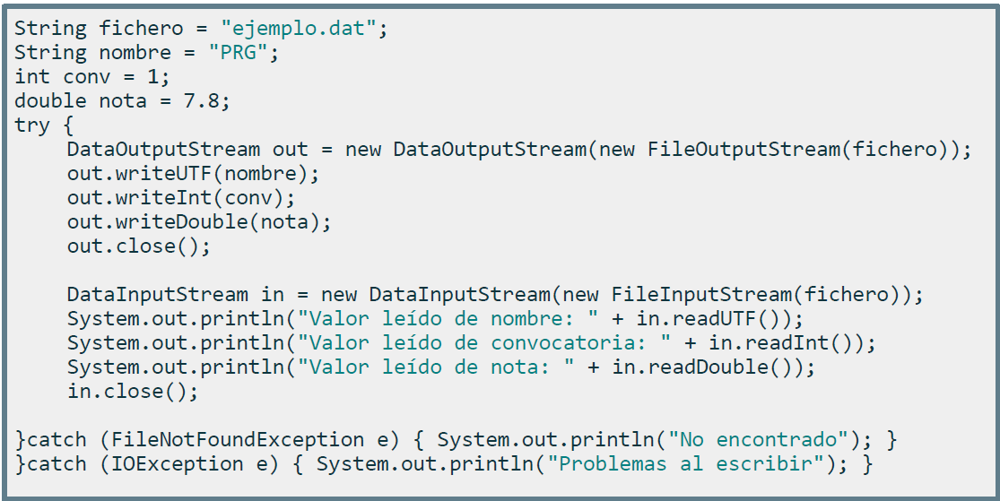 String fichero = "ejemplo.dat";
String nombre = "PRG";
int conv = 1;
double nota = 7.8;
try {
    DataOutputStream out = new DataOutputStream(new FileOutputStream(fichero));
    out.writeUTF(nombre);
    out.writeInt(conv);
    out.writeDouble(nota);
    out.close();

    DataInputStream in = new DataInputStream(new FileInputStream(fichero));
    System.out.println("Valor leído de nombre: " + in.readUTF());
    System.out.println("Valor leído de convocatoria: " + in.readInt());
    System.out.println("Valor leído de nota: " + in.readDouble());
    in.close();

}catch (FileNotFoundException e) { System.out.println("No encontrado"); }
}catch (IOException e) { System.out.println("Problemas al escribir"); }